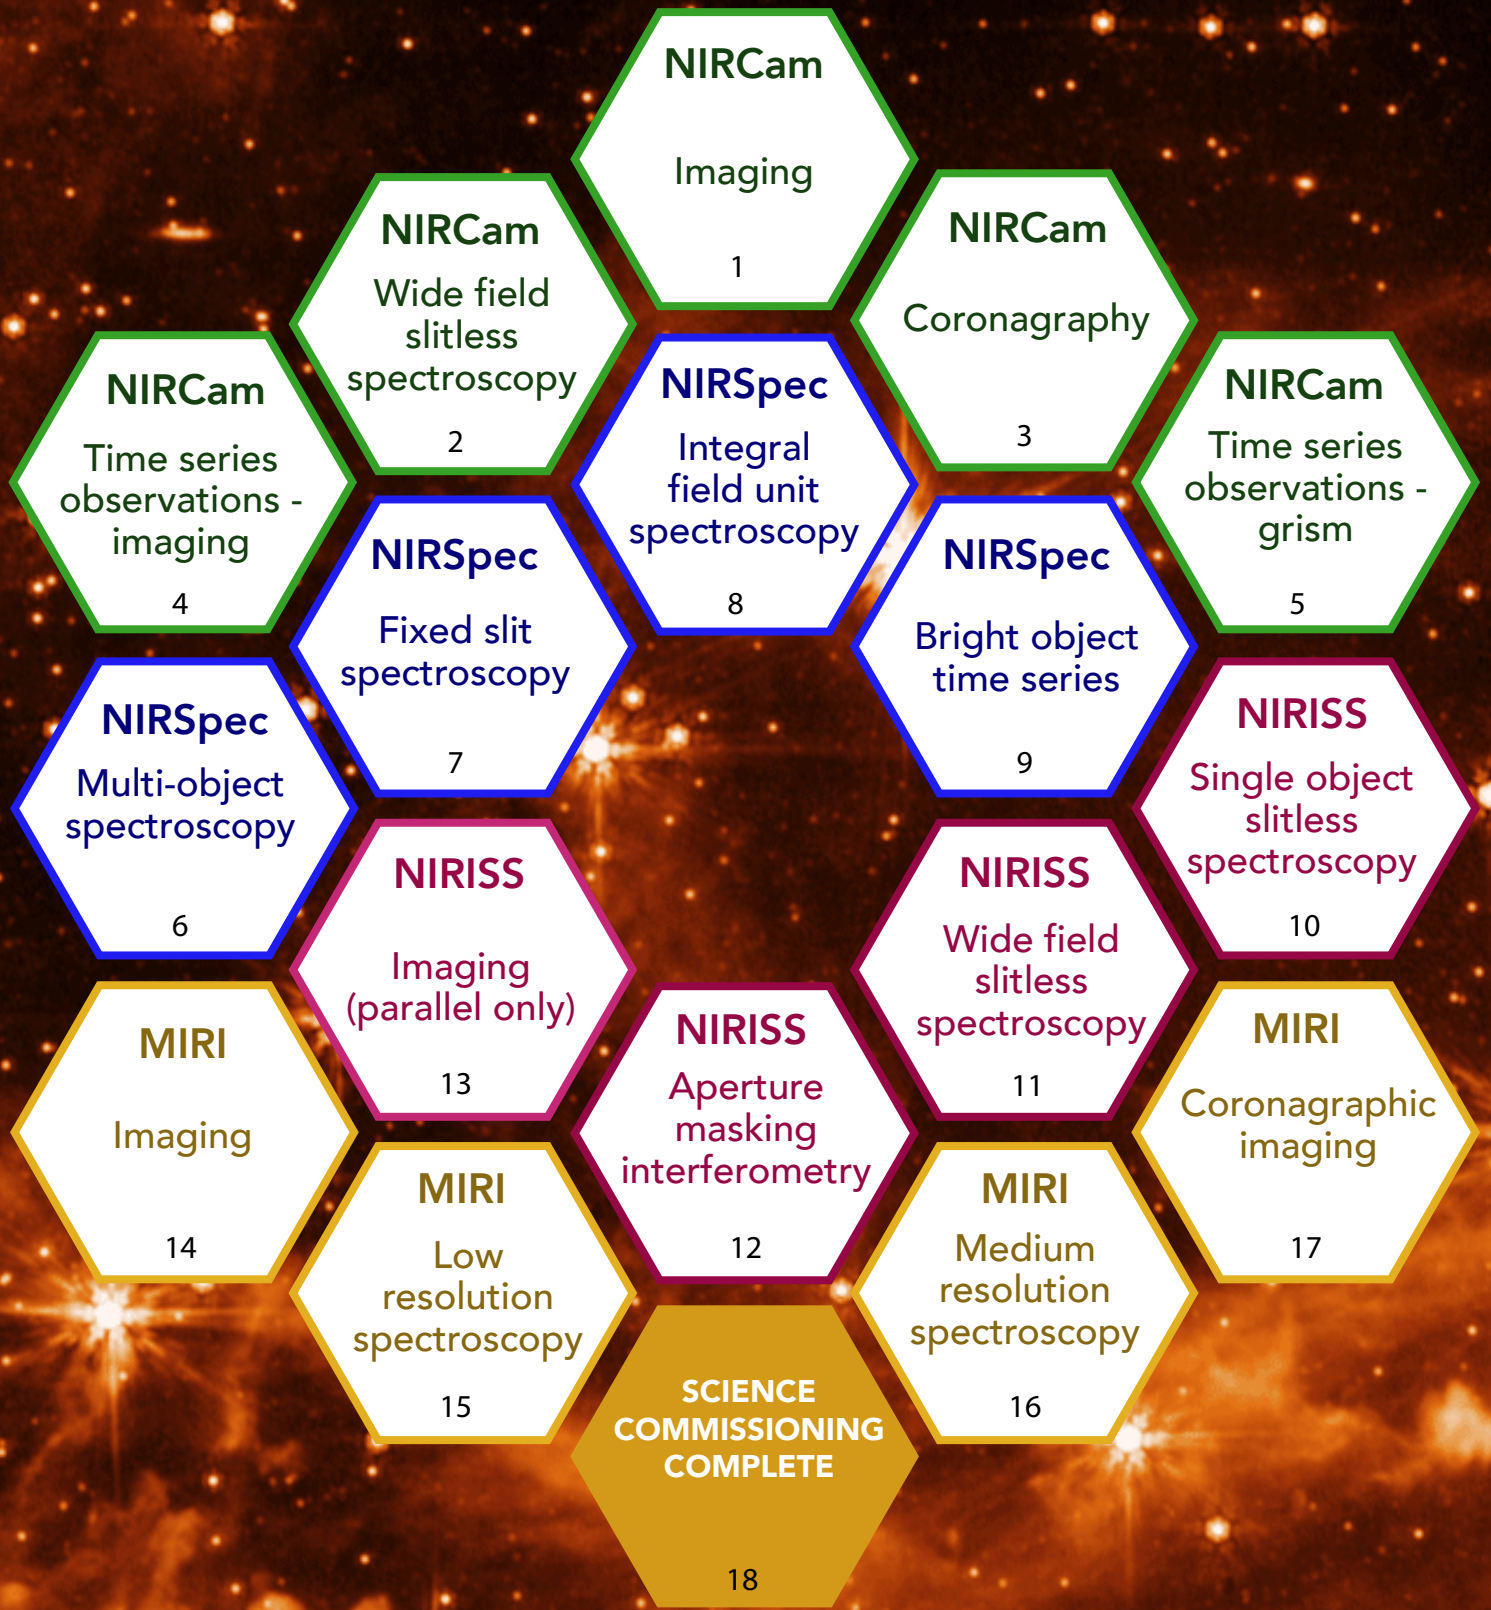 NIRCam
Imaging
1
NIRCam
Wide field
slitless
spectroscopy
2
NIRCam
Coronagraphy
3
NIRCam
Time series
observations -
imaging
4
NIRCam
Time series
observations -
grism
5
NIRSpec
Multi-object
spectroscopy
6
NIRSpec
Fixed slit
spectroscopy
7
NIRSpec
Integral
field unit
spectroscopy
8
NIRSpec
Bright object
time series
9
NIRISS
Single object
slitless
spectroscopy
10
NIRISS
Wide field
slitless
spectroscopy
11
NIRISS
Aperture
masking
interferometry
12
NIRISS
Imaging
(parallel only)
13
MIRI
Imaging
14
MIRI
Low
resolution
spectroscopy
15
MIRI
Medium
resolution
spectroscopy
16
MIRI
Coronagraphic
imaging
17
SCIENCE
COMMISSIONING
COMPLETE
18